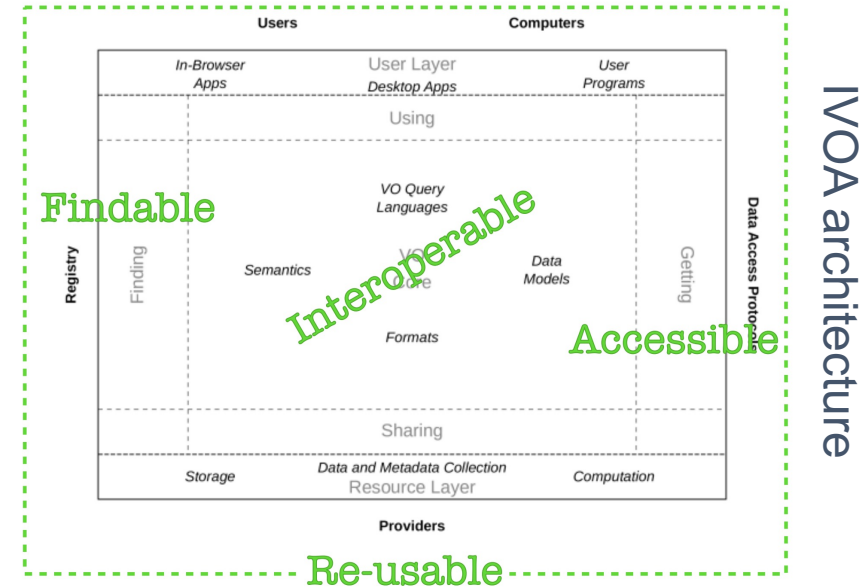 Users
Computers
In-Browser
Apps
User Layer
Desktop Apps
User
Programs
Using
VO Query
Languages
Findable
Interoperable
Registry
Finding
Semantics
VO
Core
Data
Models
Getting
Data Access Protocols
Formats
Accessible
Sharing
Storage
Data and Metadata Collection
Resource Layer
Computation
Providers
Re-usable
IVOA architecture